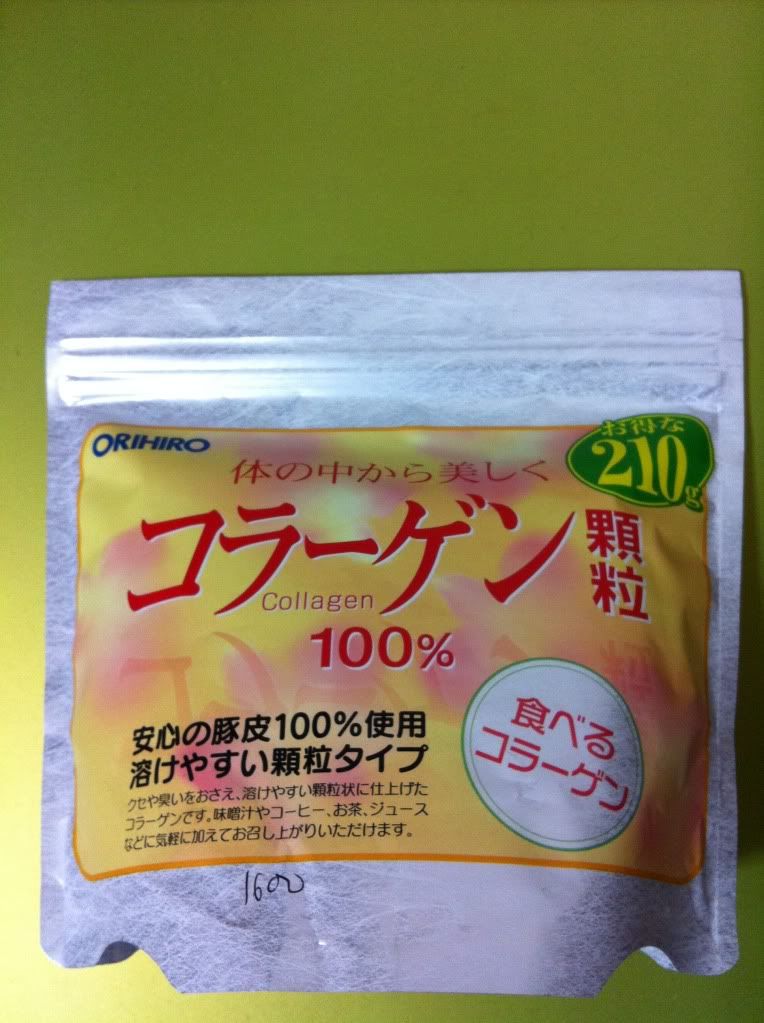 ORIHIRO
お得な
210g
体の中から美しく
コラーゲン顆粒
Collagen
100%
安心の豚皮100%使用
溶けやすい顆粒タイプ
クセや臭いをおさえ、溶けやすい顆粒状に仕上げた
コラーゲンです。味噌汁やコーヒー、お茶、ジュース
などに気軽に加えてお召し上がりいただけます。
食べる
コラーゲン
1600